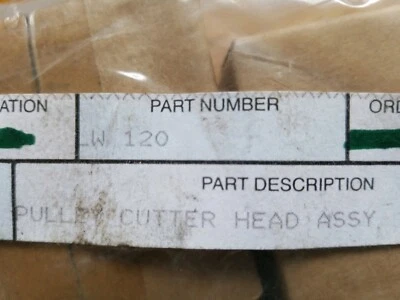 ATION PART NUMBER ORD
LW 120
PART DESCRIPTION
PULLEY CUTTER HEAD ASSY